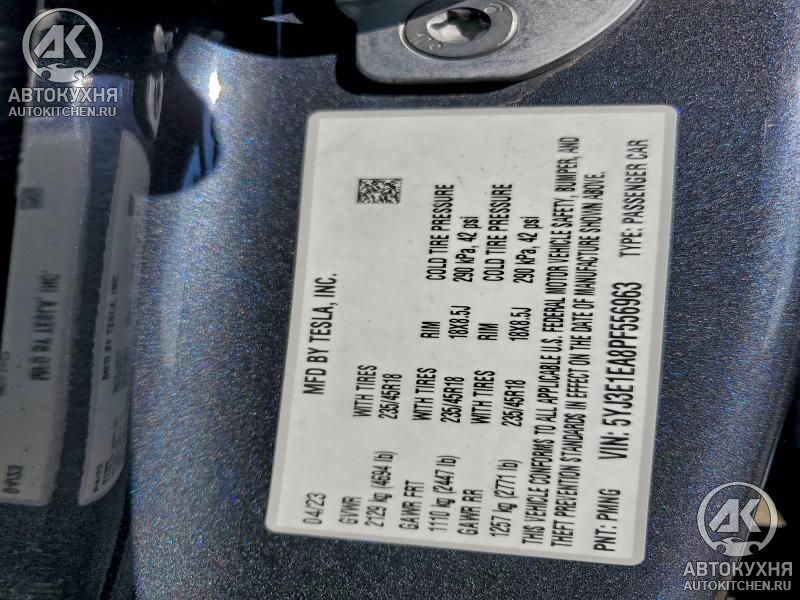 АК
АВТОКУХНЯ
AUTOKITCHEN.RU
MFD BY TESLA, INC.
04/23
GVWR WITH TIRES
2129 kg (4694 lb) 235/45R18
GAWR FRT WITH TIRES RIM COLD TIRE PRESSURE
1110 kg (2447 lb) 235/45R18 18X8.5J 290 kPa, 42 psi
GAWR RR WITH TIRES RIM COLD TIRE PRESSURE
1257 kg (2771 lb) 235/45R18 18X8.5J 290 kPa, 42 psi
THIS VEHICLE CONFORMS TO ALL APPLICABLE U.S. FEDERAL MOTOR VEHICLE SAFETY, BUMPER, AND
THEFT PREVENTION STANDARDS IN EFFECT ON THE DATE OF MANUFACTURE SHOWN ABOVE.
PNT: PMNG VIN: 5YJ3E1EA8PF556963 TYPE: PASSENGER CAR
АК
АВТОКУХНЯ
AUTOKITCHEN.RU